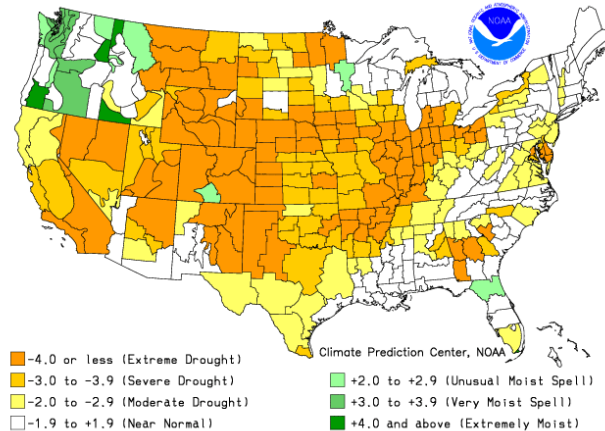 NOAA
Climate Prediction Center, NOAA
-4.0 or less (Extreme Drought)
-3.0 to -3.9 (Severe Drought)
-2.0 to -2.9 (Moderate Drought)
-1.9 to +1.9 (Near Normal)
+2.0 to +2.9 (Unusual Moist Spell)
+3.0 to +3.9 (Very Moist Spell)
+4.0 and above (Extremely Moist)